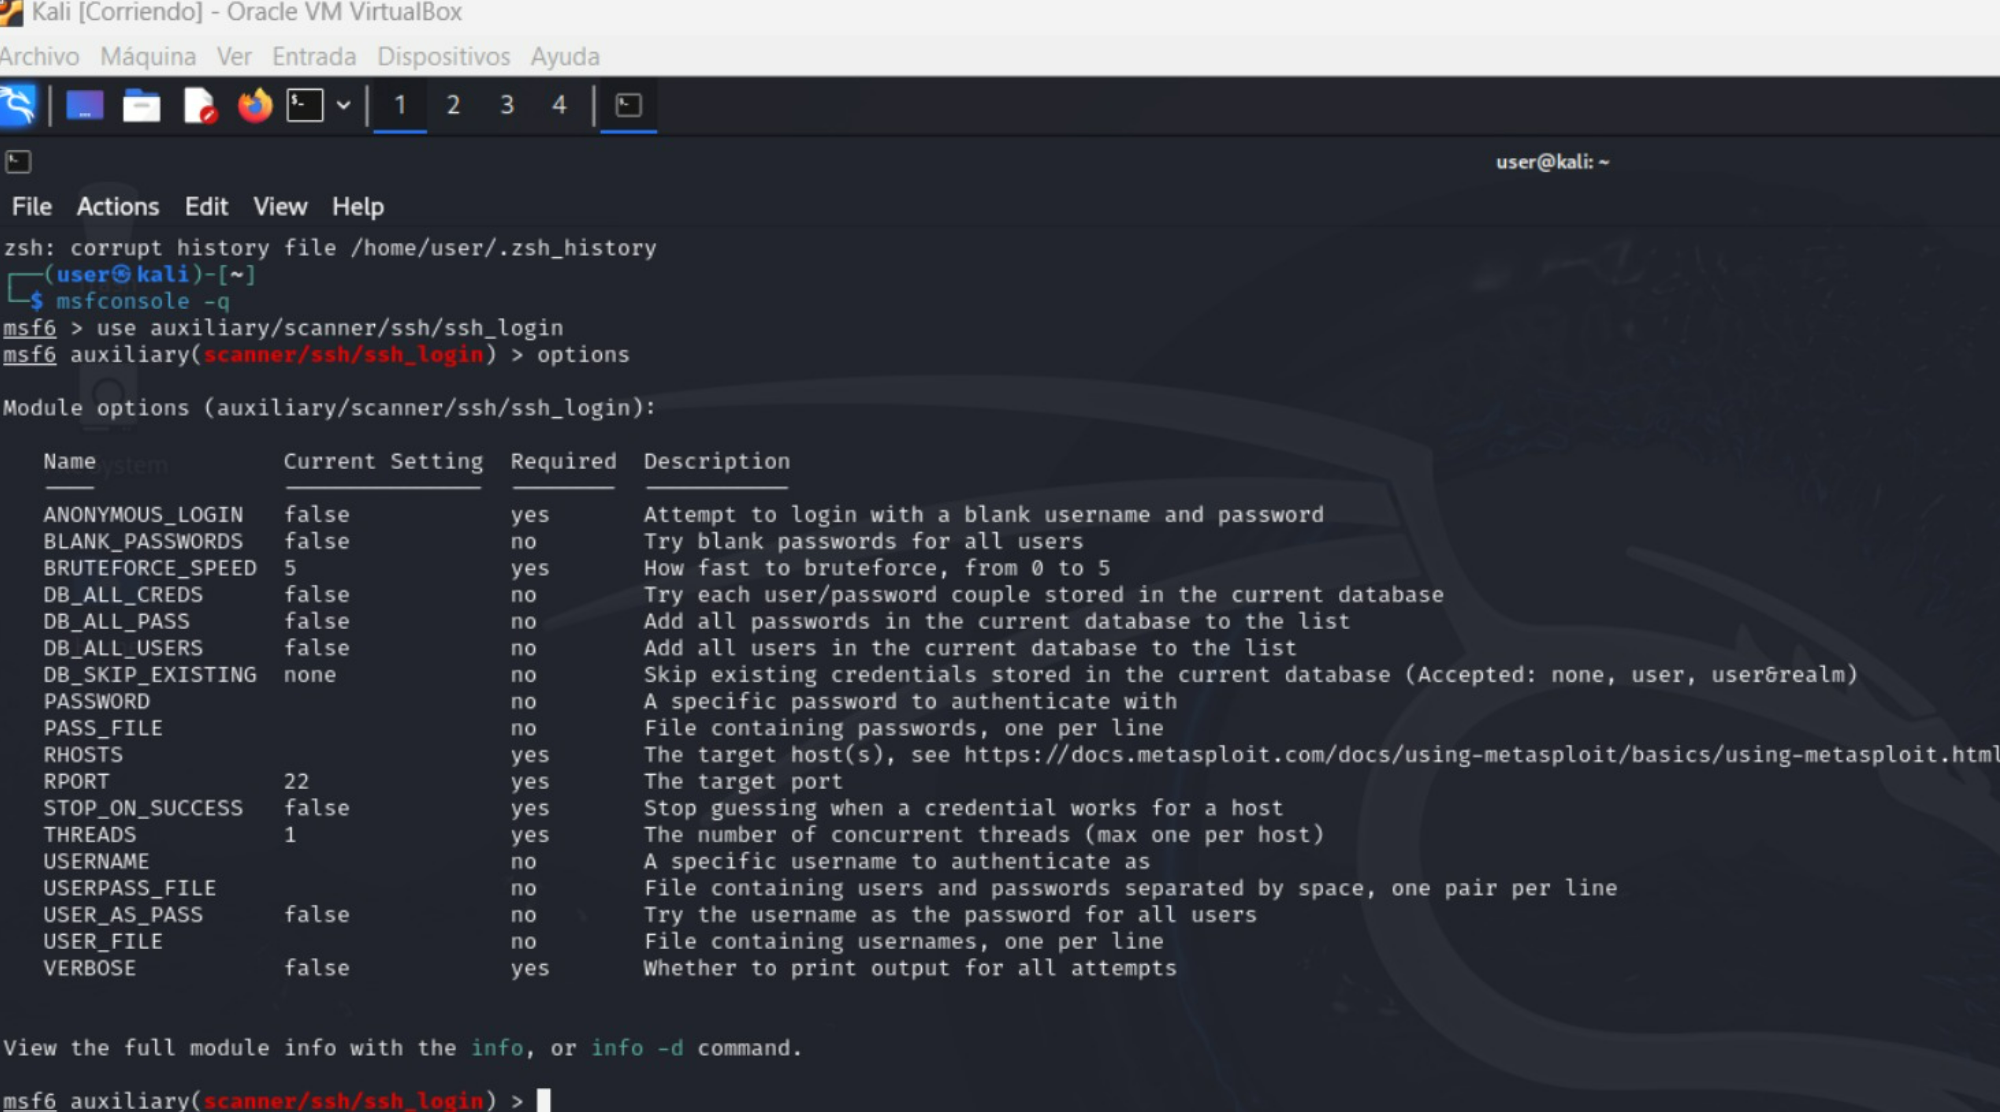 Kali [Corriendo] - Oracle VM VirtualBox
Archivo Máquina Ver Entrada Dispositivos Ayuda
1 2 3 4
user@kali: ~
File Actions Edit View Help
zsh: corrupt history file /home/user/.zsh_history
(user㉿kali)-[~]
$ msfconsole -q
msf6 > use auxiliary/scanner/ssh/ssh_login
msf6 auxiliary(scanner/ssh/ssh_login) > options
Module options (auxiliary/scanner/ssh/ssh_login):
Name Current Setting Required Description
ANONYMOUS_LOGIN false yes Attempt to login with a blank username and password
BLANK_PASSWORDS false no Try blank passwords for all users
BRUTEFORCE_SPEED 5 yes How fast to bruteforce, from 0 to 5
DB_ALL_CREDS false no Try each user/password couple stored in the current database
DB_ALL_PASS false no Add all passwords in the current database to the list
DB_ALL_USERS false no Add all users in the current database to the list
DB_SKIP_EXISTING none no Skip existing credentials stored in the current database (Accepted: none, user, user&realm)
PASSWORD no A specific password to authenticate with
PASS_FILE no File containing passwords, one per line
RHOSTS yes The target host(s), see https://docs.metasploit.com/docs/using-metasploit/basics/using-metasploit.html
RPORT 22 yes The target port
STOP_ON_SUCCESS false yes Stop guessing when a credential works for a host
THREADS 1 yes The number of concurrent threads (max one per host)
USERNAME no A specific username to authenticate as
USERPASS_FILE no File containing users and passwords separated by space, one pair per line
USER_AS_PASS false no Try the username as the password for all users
USER_FILE no File containing usernames, one per line
VERBOSE false yes Whether to print output for all attempts
View the full module info with the info, or info -d command.
msf6 auxiliary(scanner/ssh/ssh_login) >